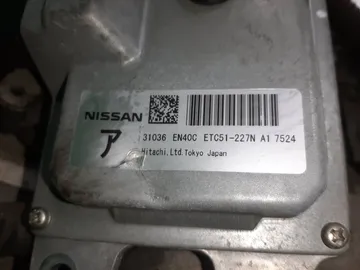 NISSAN
ア
31036 EN40C ETC51-227N A1 7524
Hitachi,Ltd.Tokyo Japan